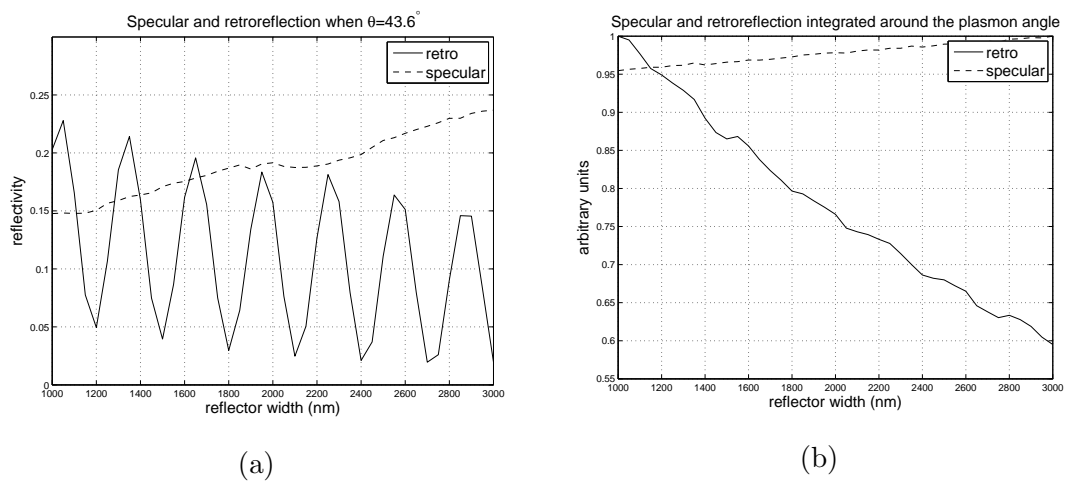 Specular and retroreflection when θ=43.6°
retro
specular
0.25
0.2
0.15
0.1
0.05
0
reflectivity
1000 1200 1400 1600 1800 2000 2200 2400 2600 2800 3000
reflector width (nm)
(a)
Specular and retroreflection integrated around the plasmon angle
retro
specular
1
0.95
0.9
0.85
0.8
0.75
0.7
0.65
0.6
0.55
arbitrary units
1000 1200 1400 1600 1800 2000 2200 2400 2600 2800 3000
reflector width (nm)
(b)